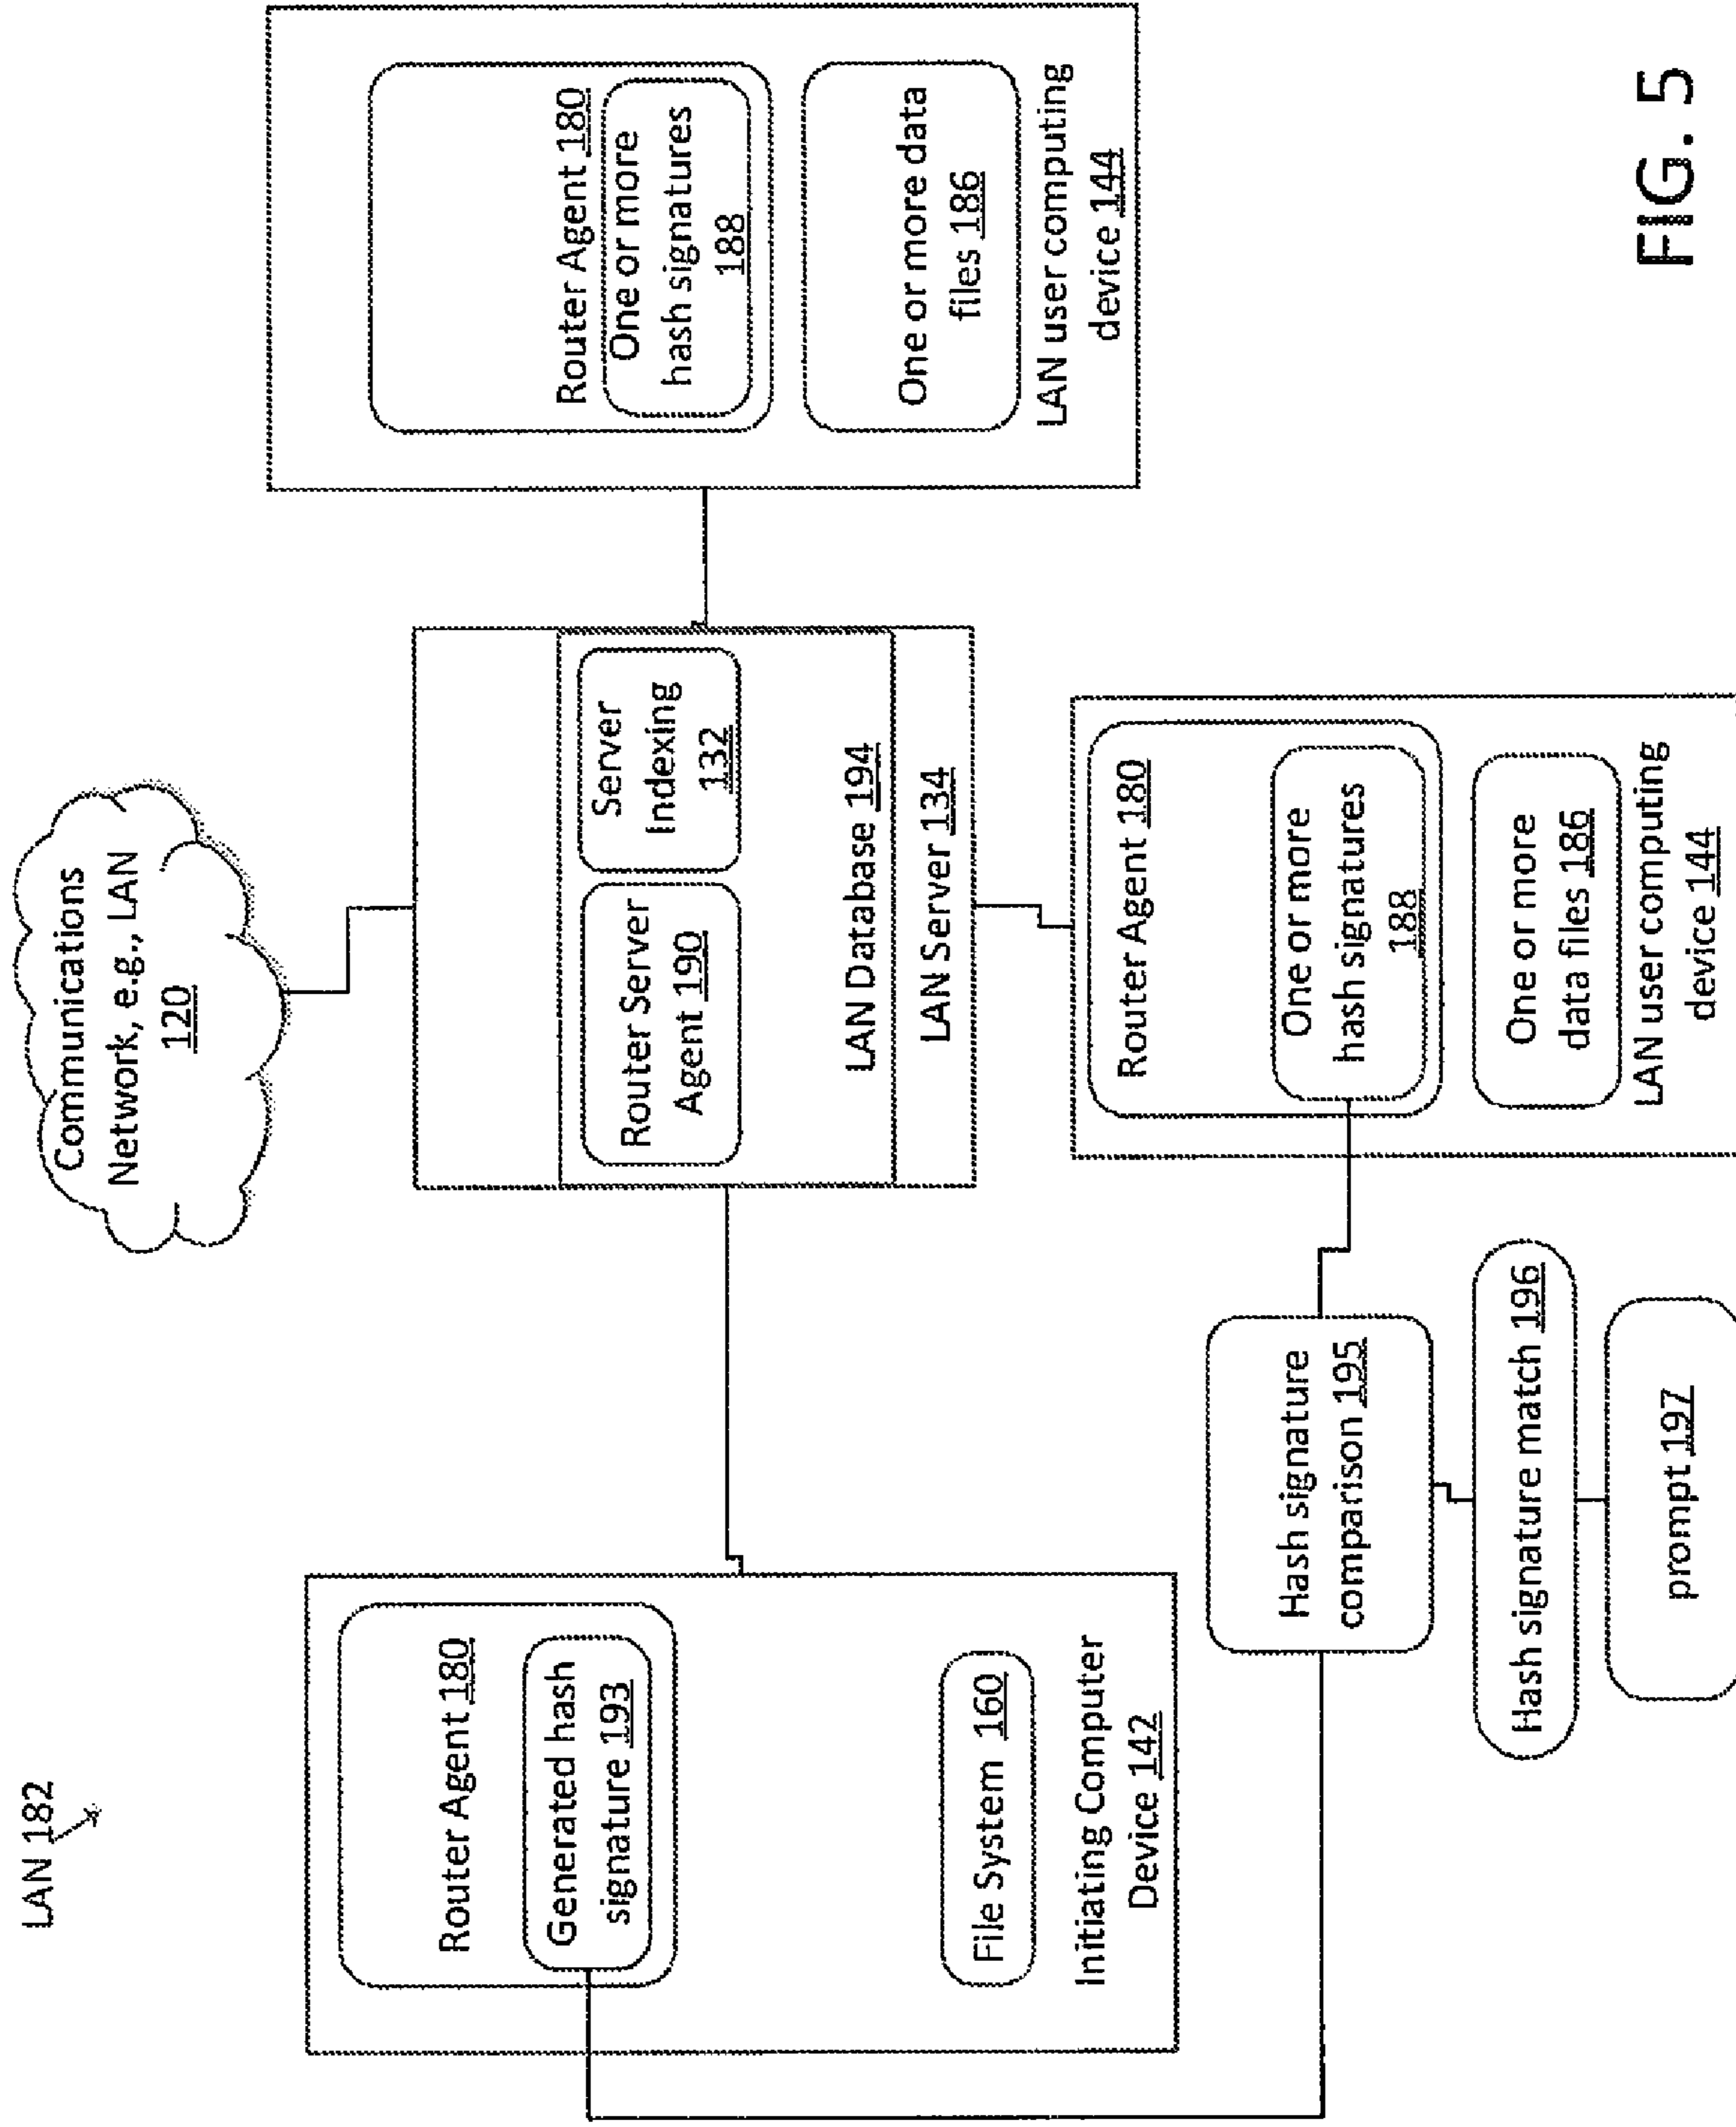 LAN 182
Communications
Network, e.g., LAN
120
Router Agent 180
Generated hash
signature 193
File System 160
Initiating Computer
Device 142
Router Server
Agent 190
Server
Indexing
132
LAN Database 194
LAN Server 134
Router Agent 180
One or more
hash signatures
188
One or more data
files 186
LAN user computing
device 144
Hash signature
comparison 195
Hash signature match 196
prompt 197
Router Agent 180
One or more
hash signatures
188
One or more
data files 186
LAN user computing
device 144
FIG. 5